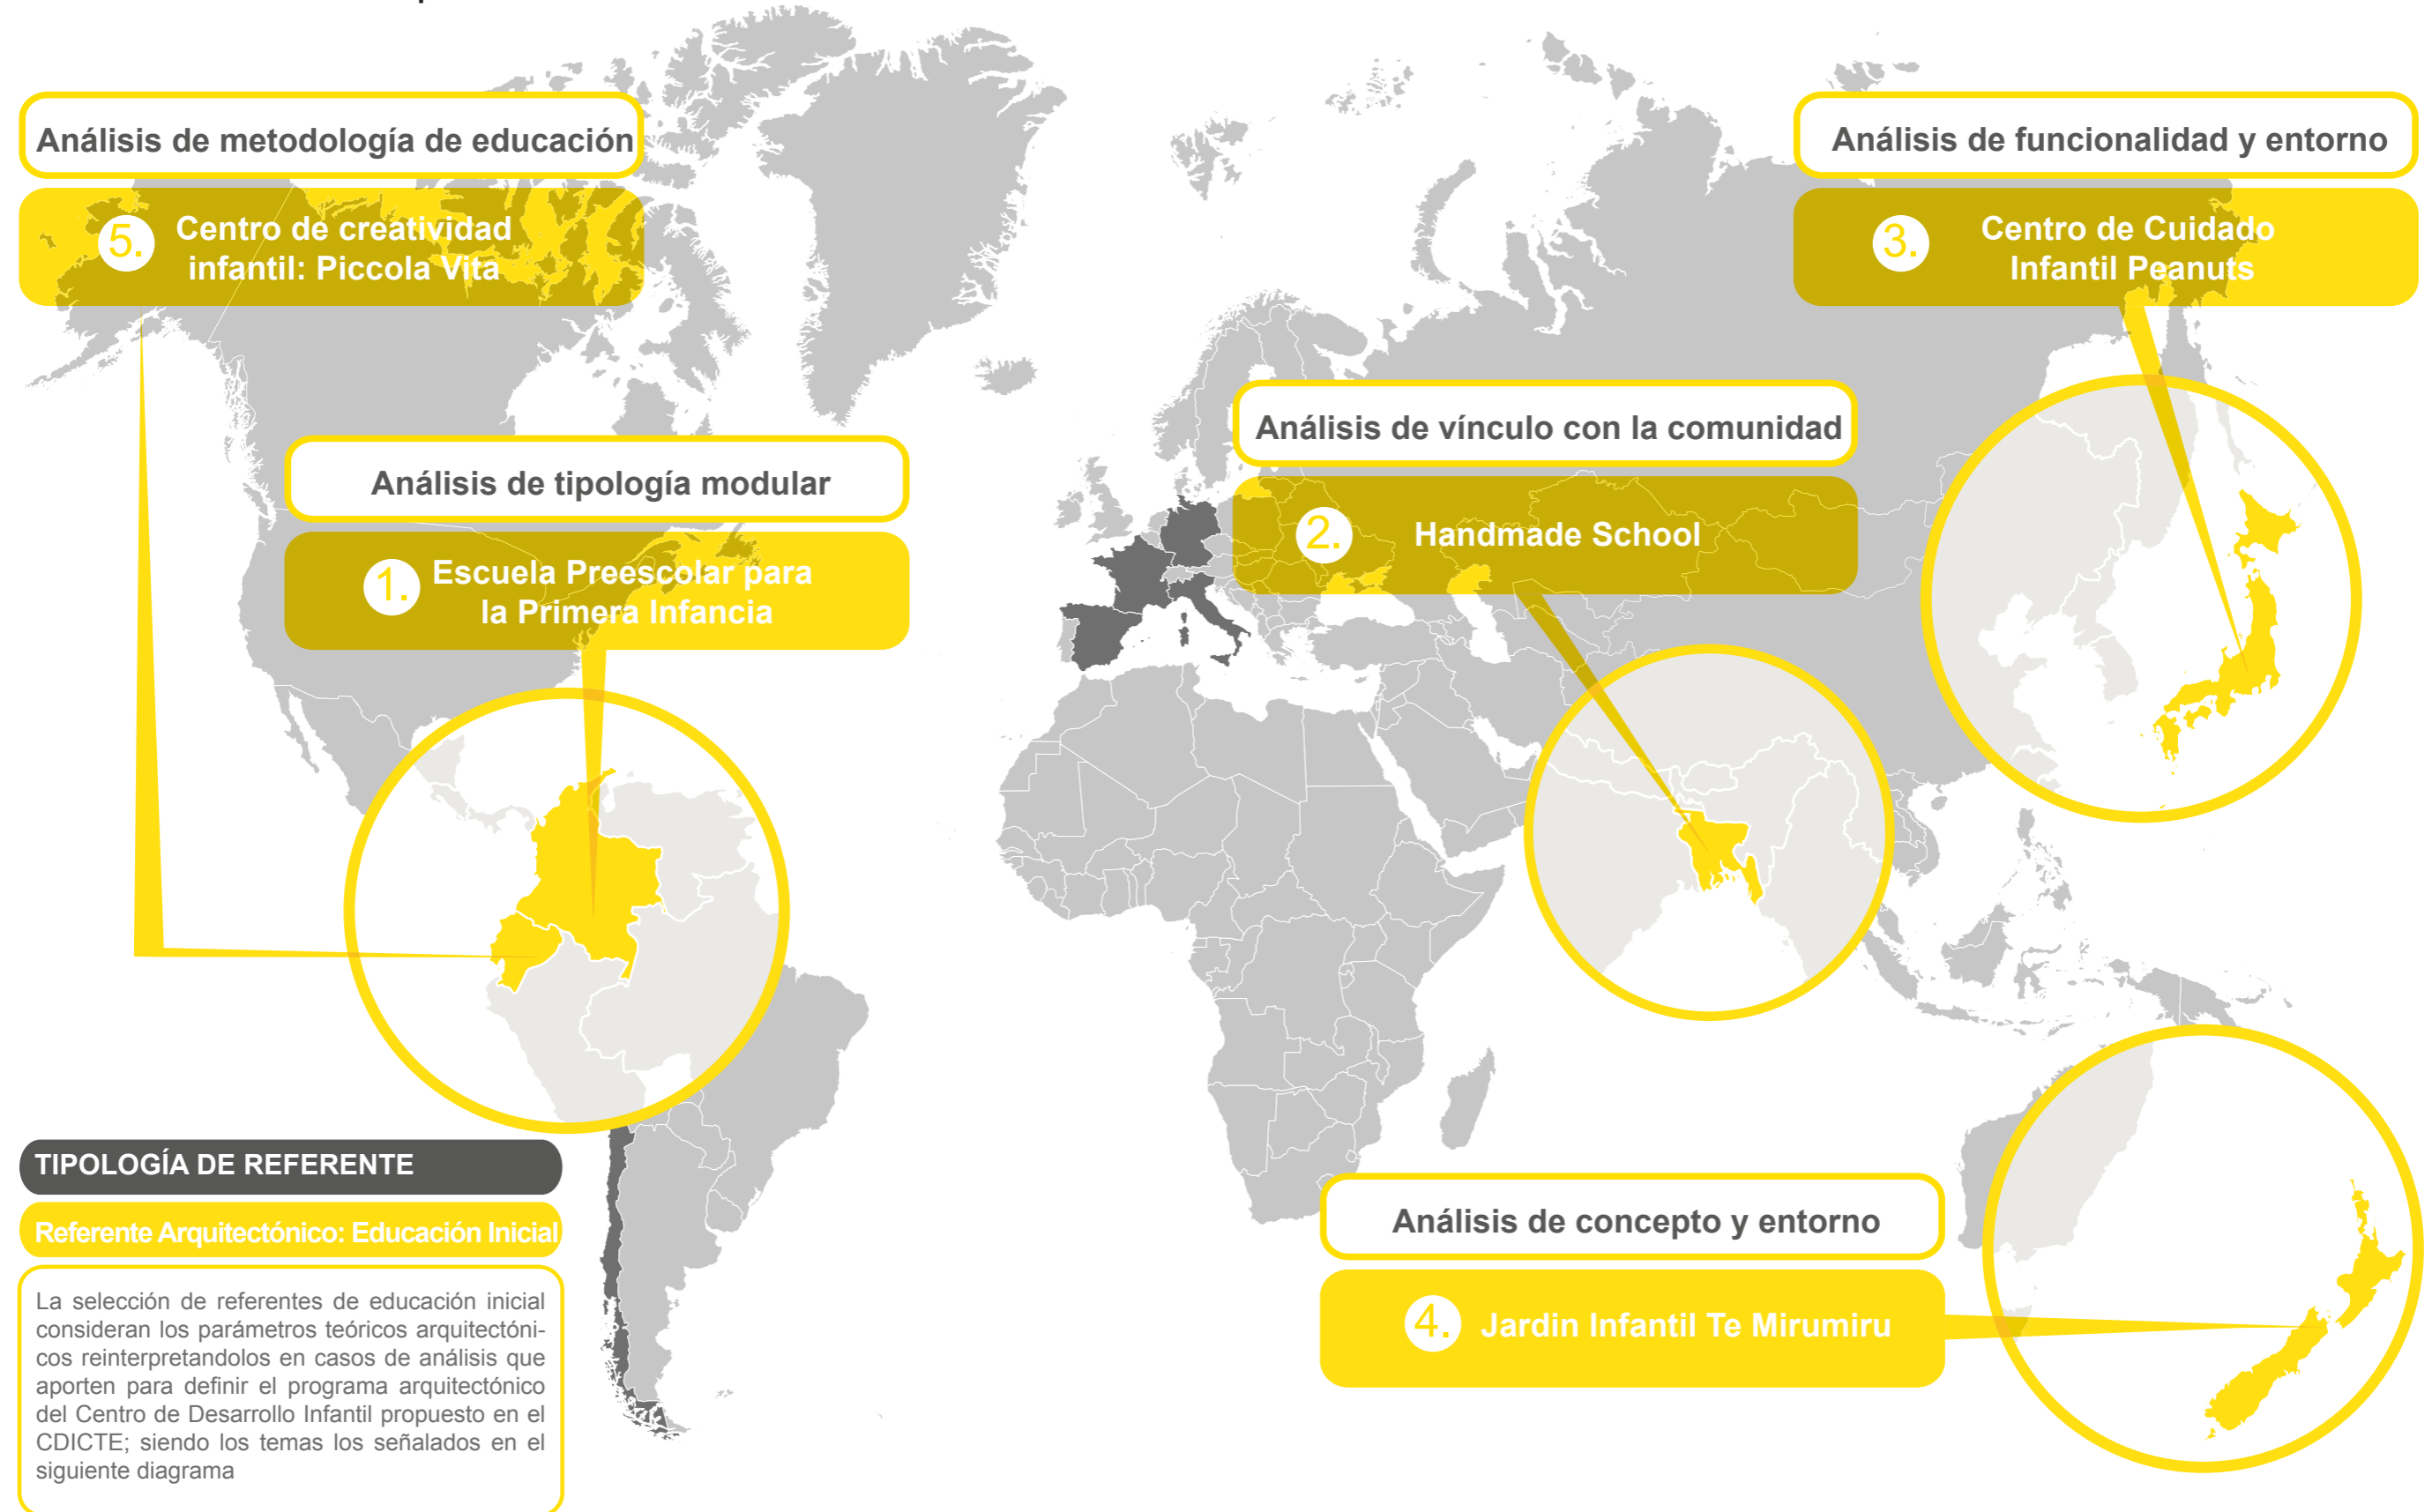 Análisis de metodología de educación
5. Centro de creatividad
infantil: Piccola Vita
Análisis de funcionalidad y entorno
3. Centro de Cuidado
Infantil Peanuts
Análisis de vínculo con la comunidad
2. Handmade School
Análisis de tipología modular
1. Escuela Preescolar para
la Primera Infancia
Análisis de concepto y entorno
4. Jardin Infantil Te Mirumiru
TIPOLOGÍA DE REFERENTE
Referente Arquitectónico: Educación Inicial
La selección de referentes de educación inicial
consideran los parámetros teóricos arquitectóni-
cos reinterpretandolos en casos de análisis que
aporten para definir el programa arquitectónico
del Centro de Desarrollo Infantil propuesto en el
CDICTE; siendo los temas los señalados en el
siguiente diagrama